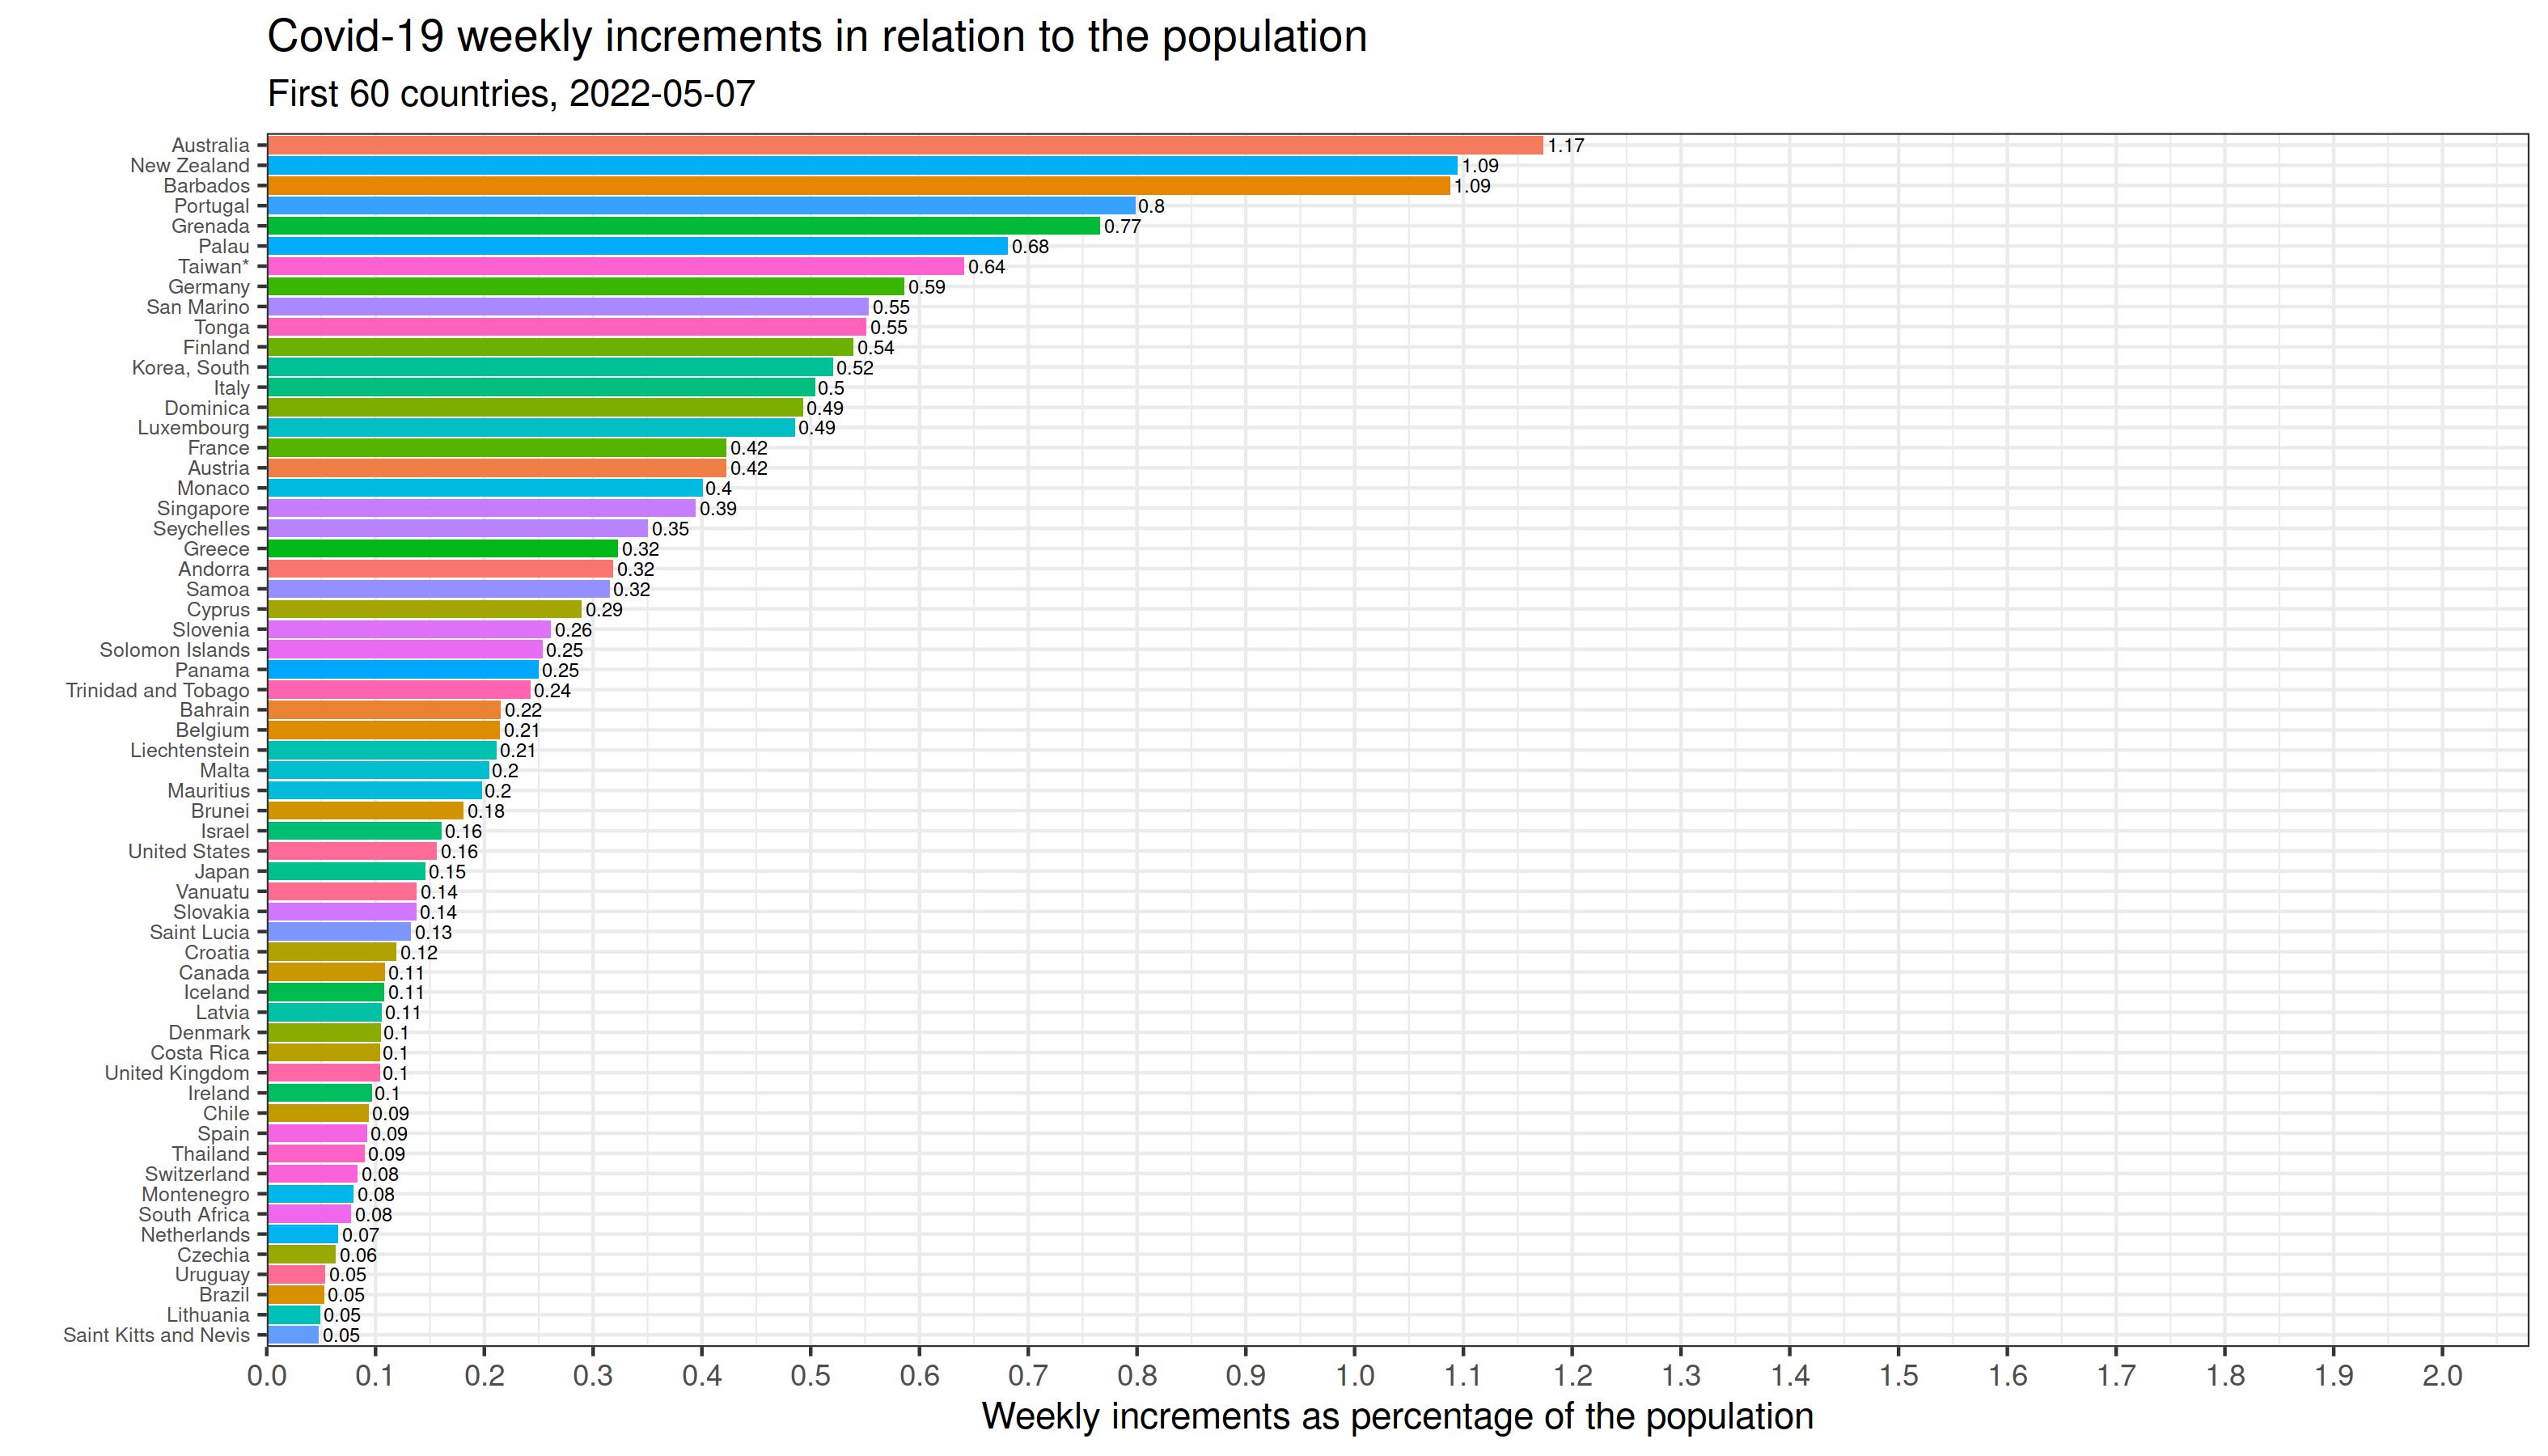 Covid-19 weekly increments in relation to the population
First 60 countries, 2022-05-07
Australia 1.17
New Zealand 1.09
Barbados 1.09
Portugal 0.8
Grenada 0.77
Palau 0.68
Taiwan* 0.64
Germany 0.59
San Marino 0.55
Tonga 0.55
Finland 0.54
Korea, South 0.52
Italy 0.5
Dominica 0.49
Luxembourg 0.49
France 0.42
Austria 0.42
Monaco 0.4
Singapore 0.39
Seychelles 0.35
Greece 0.32
Andorra 0.32
Samoa 0.32
Cyprus 0.29
Slovenia 0.26
Solomon Islands 0.25
Panama 0.25
Trinidad and Tobago 0.24
Bahrain 0.22
Belgium 0.21
Liechtenstein 0.21
Malta 0.2
Mauritius 0.2
Brunei 0.18
Israel 0.16
United States 0.16
Japan 0.15
Vanuatu 0.14
Slovakia 0.14
Saint Lucia 0.13
Croatia 0.12
Canada 0.11
Iceland 0.11
Latvia 0.11
Denmark 0.1
Costa Rica 0.1
United Kingdom 0.1
Ireland 0.1
Chile 0.09
Spain 0.09
Thailand 0.09
Switzerland 0.08
Montenegro 0.08
South Africa 0.08
Netherlands 0.07
Czechia 0.06
Uruguay 0.05
Brazil 0.05
Lithuania 0.05
Saint Kitts and Nevis 0.05
0.0 0.1 0.2 0.3 0.4 0.5 0.6 0.7 0.8 0.9 1.0 1.1 1.2 1.3 1.4 1.5 1.6 1.7 1.8 1.9 2.0
Weekly increments as percentage of the population